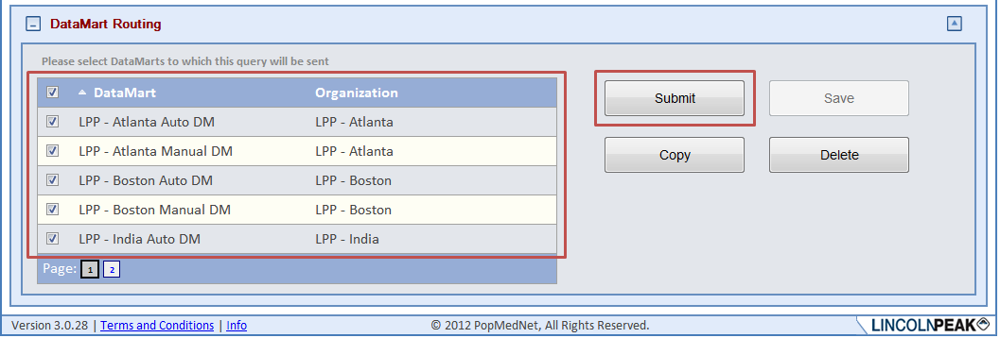 DataMart Routing
Please select DataMarts to which this query will be sent
DataMart Organization
LPP - Atlanta Auto DM LPP - Atlanta
LPP - Atlanta Manual DM LPP - Atlanta
LPP - Boston Auto DM LPP - Boston
LPP - Boston Manual DM LPP - Boston
LPP - India Auto DM LPP - India
Page: 1 2
Submit Save
Copy Delete
Version 3.0.28 | Terms and Conditions | Info © 2012 PopMedNet, All Rights Reserved. LINCOLNPEAK